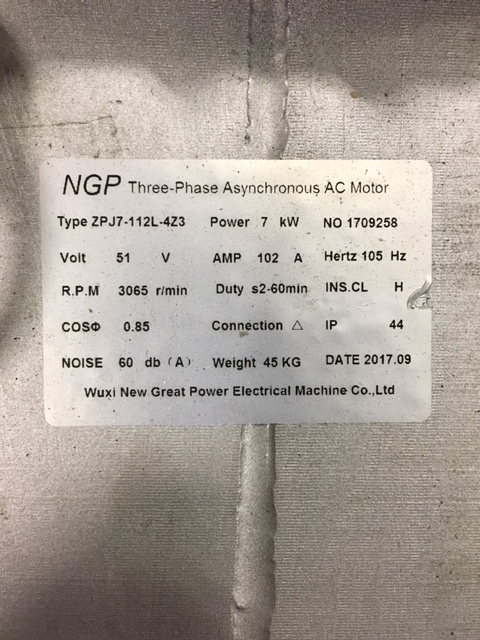 NGP Three-Phase Asynchronous AC Motor
Type ZPJ7-112L-4Z3 Power 7 kW NO 1709258
Volt 51 V AMP 102 A Hertz 105 Hz
R.P.M 3065 r/min Duty s2-60min INS.CL H
COSΦ 0.85 Connection △ IP 44
NOISE 60 db (A) Weight 45 KG DATE 2017.09
Wuxi New Great Power Electrical Machine Co.,Ltd